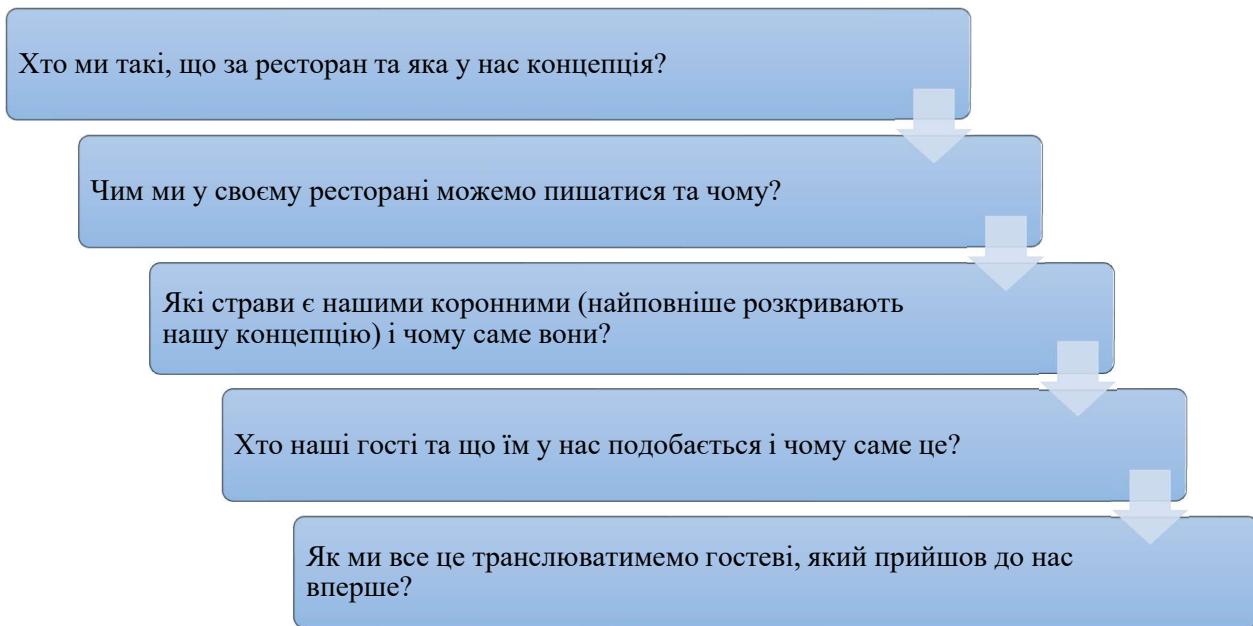 Хто ми такі, що за ресторан та яка у нас концепція?
Чим ми у своєму ресторані можемо пишатися та чому?
Які страви є нашими коронними (найповніше розкривають
нашу концепцію) і чому саме вони?
Хто наші гості та що їм у нас подобається і чому саме це?
Як ми все це транслюватимемо гостеві, який прийшов до нас
вперше?